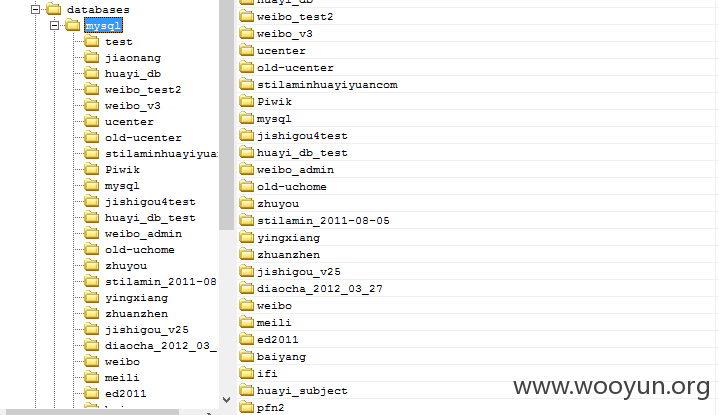 databases
mysql
test
jiaonang
huayi_db
weibo_test2
weibo_v3
ucenter
old-ucenter
stilaminhuayiyua
Piwik
mysql
jishigou4test
huayi_db_test
weibo_admin
old-uchome
zhuyou
stilamin_2011-08
yingxiang
zhuanzhen
jishigou_v25
diaocha_2012_03_
weibo
meili
ed2011
huayi_db
weibo_test2
weibo_v3
ucenter
old-ucenter
stilaminhuayiyuancom
Piwik
mysql
jishigou4test
huayi_db_test
weibo_admin
old-uchome
zhuyou
stilamin_2011-08-05
yingxiang
zhuanzhen
jishigou_v25
diaocha_2012_03_27
weibo
meili
ed2011
baiyang
ifi
huayi_subject
pfn2
www.wooyun.org